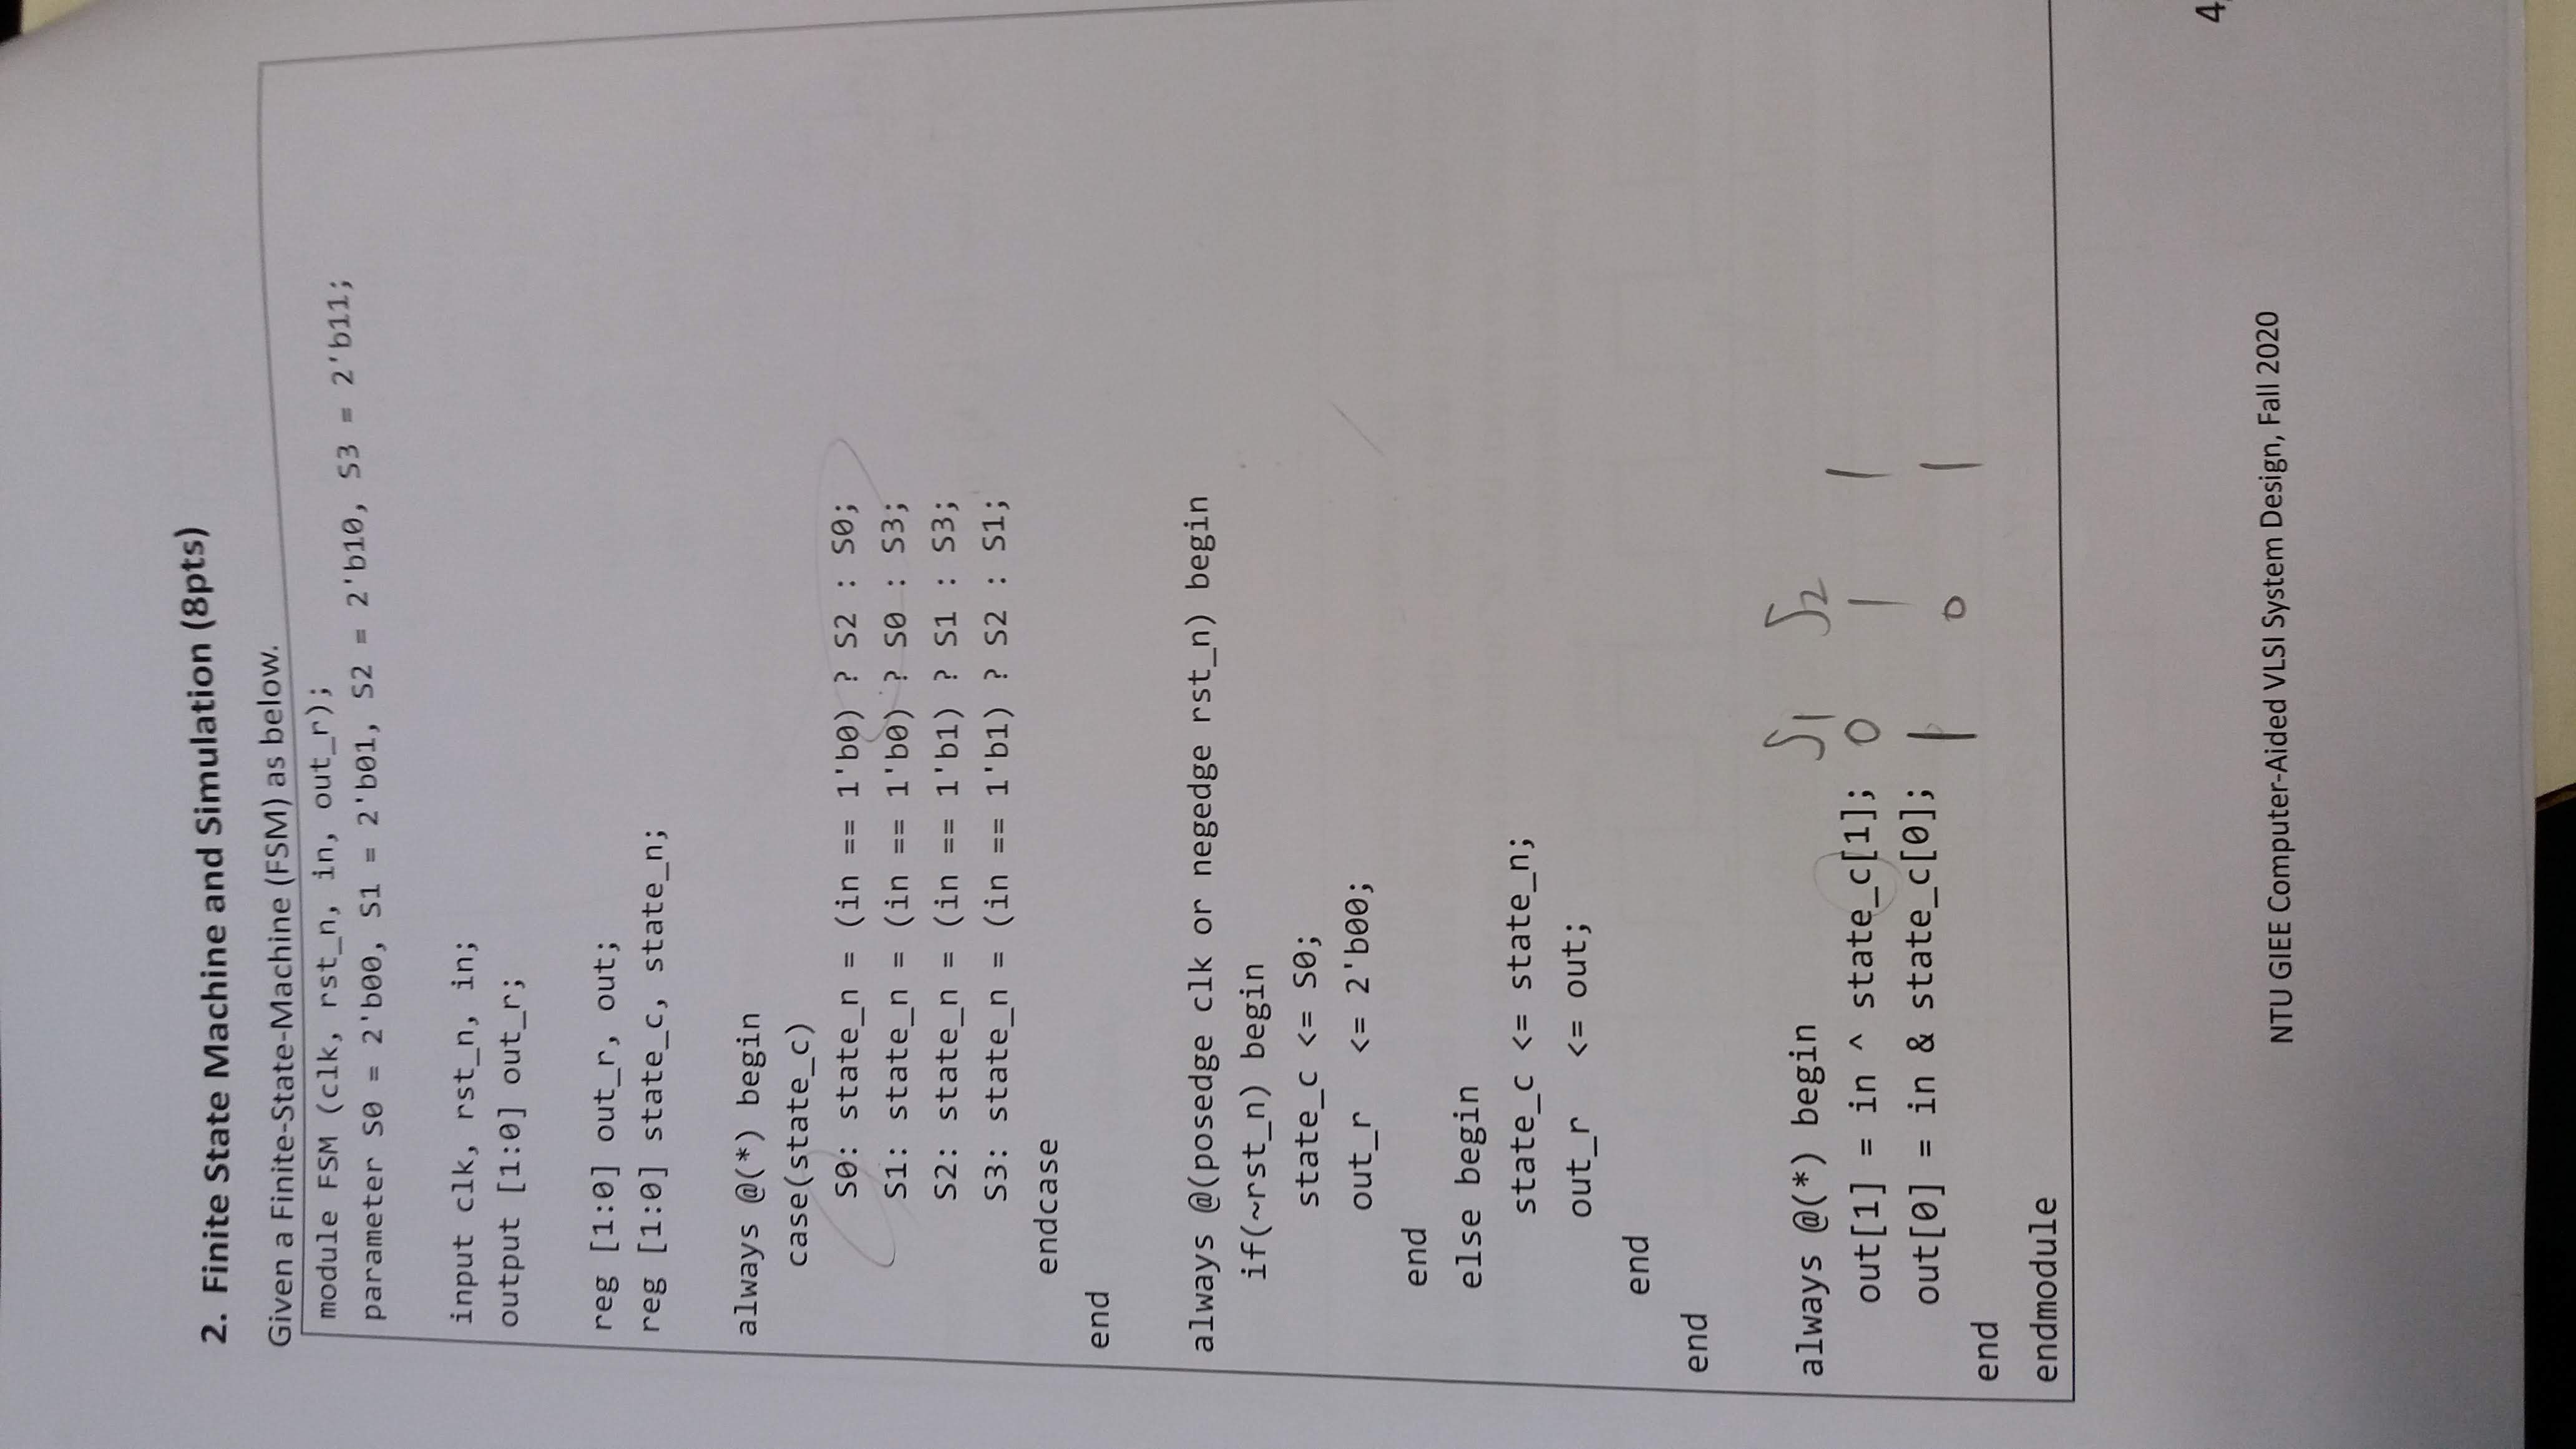 2. Finite State Machine and Simulation (8pts)
Given a Finite-State-Machine (FSM) as below.
module FSM (clk, rst_n, in, out_r);
parameter S0 = 2'b00, S1 = 2'b01, S2 = 2'b10, S3 = 2'b11;
input clk, rst_n, in;
output [1:0] out_r;
reg [1:0] out_r, out;
reg [1:0] state_c, state_n;
always @(*) begin
case(state_c)
S0: state_n = (in == 1'b0) ? S2 : S0;
S1: state_n = (in == 1'b0) ? S0 : S3;
S2: state_n = (in == 1'b1) ? S1 : S3;
S3: state_n = (in == 1'b1) ? S2 : S1;
endcase
end
always @(posedge clk or negedge rst_n) begin
if(~rst_n) begin
state_c <= S0;
out_r <= 2'b00;
end
else begin
state_c <= state_n;
out_r <= out;
end
end
always @(*) begin S1 S2
out[1] = in ^ state_c[1]; 0 1 1
out[0] = in & state_c[0]; 1 0 1
end
endmodule
4
NTU GIEE Computer-Aided VLSI System Design, Fall 2020